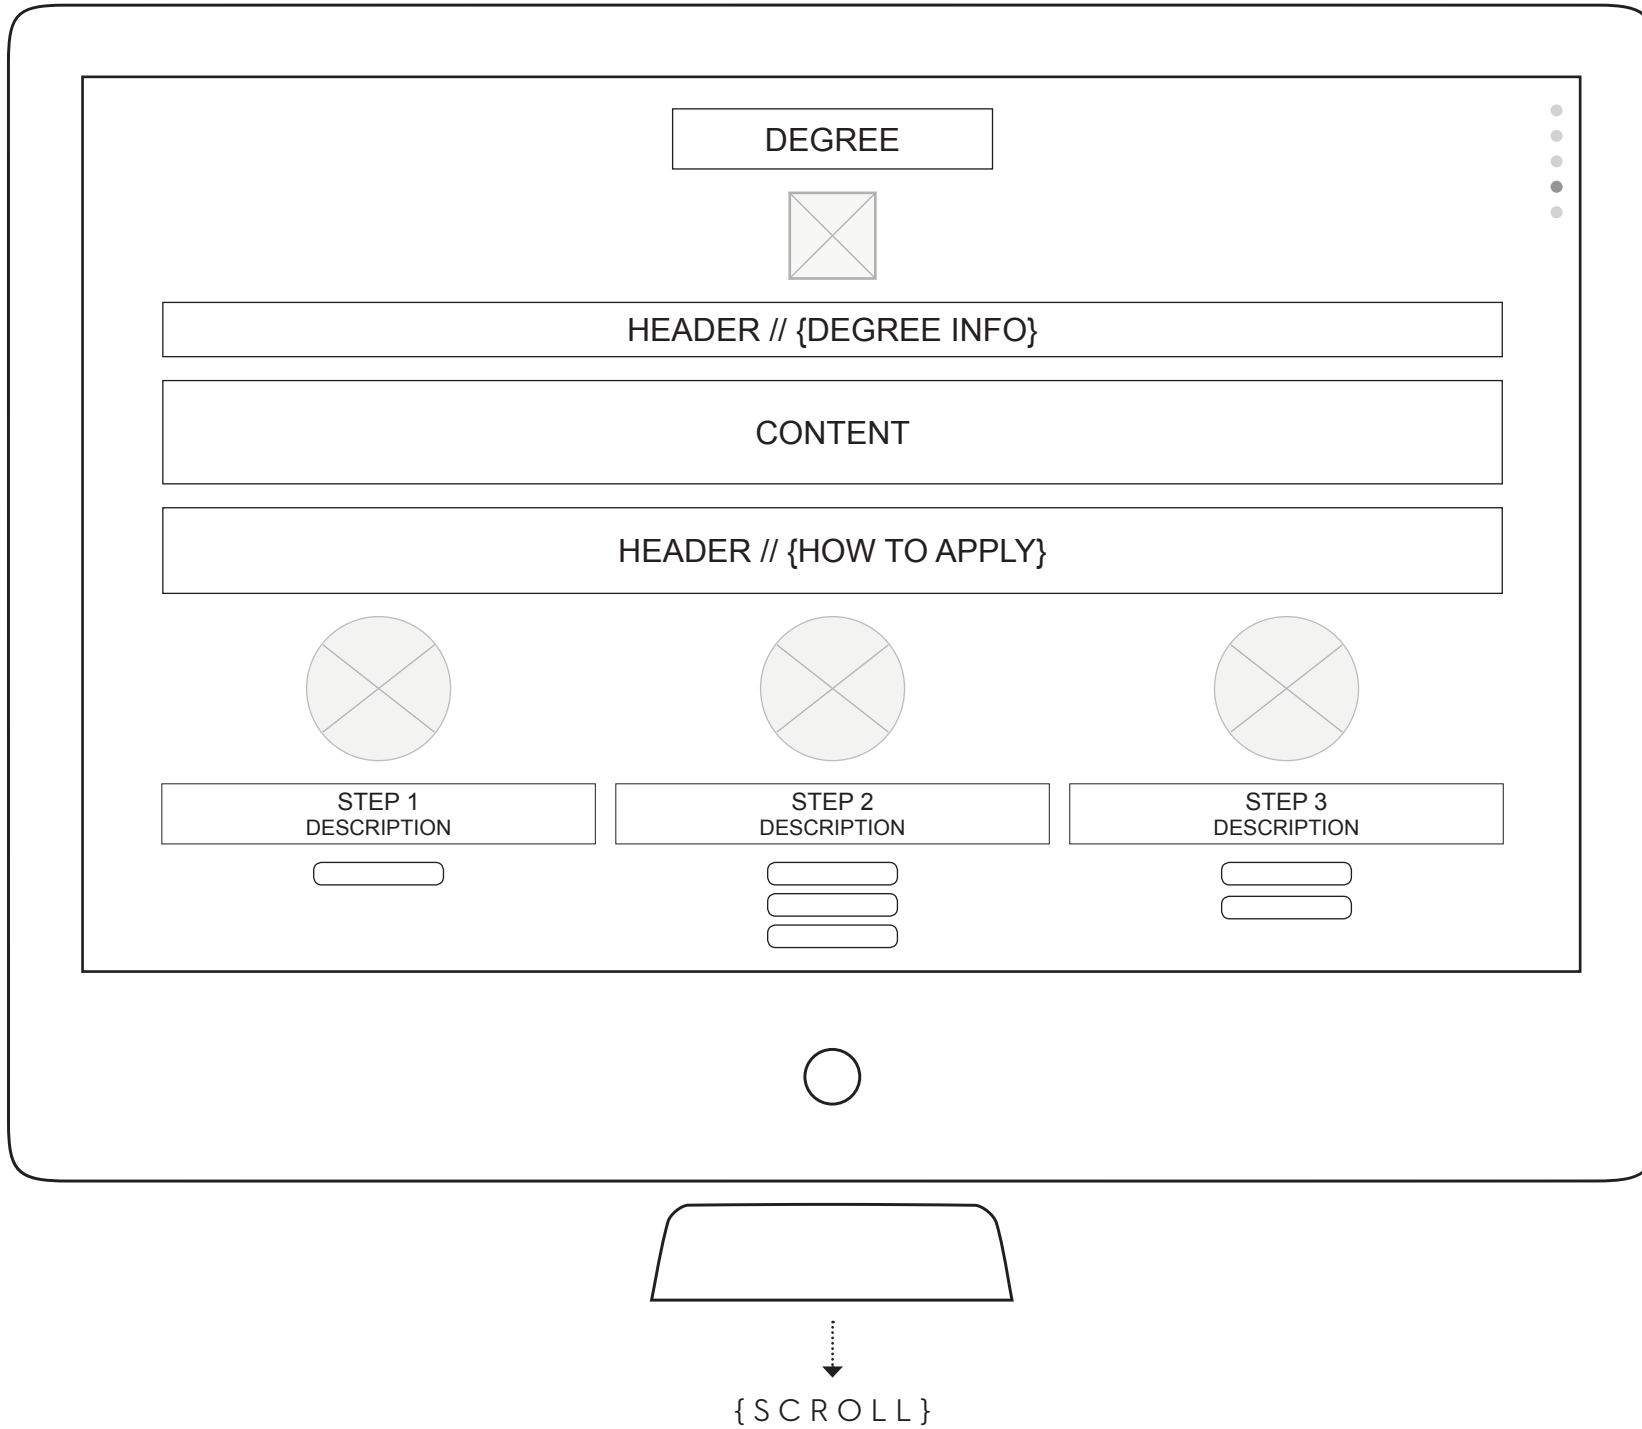 DEGREE
HEADER // {DEGREE INFO}
CONTENT
HEADER // {HOW TO APPLY}
STEP 1
DESCRIPTION
STEP 2
DESCRIPTION
STEP 3
DESCRIPTION
{SCROLL}